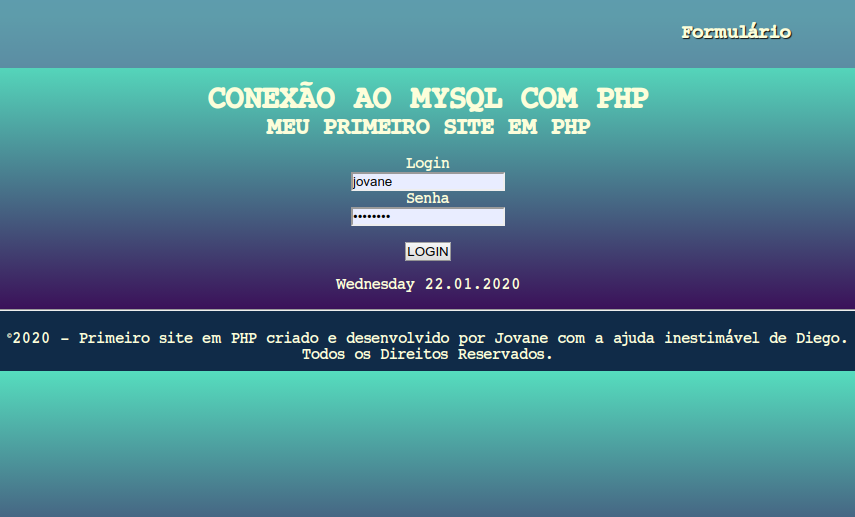 Formulário
CONEXÃO AO MYSQL COM PHP
MEU PRIMEIRO SITE EM PHP
Login
jovane
Senha
••••••••
LOGIN
Wednesday 22.01.2020
©2020 - Primeiro site em PHP criado e desenvolvido por Jovane com a ajuda inestimável de Diego.
Todos os Direitos Reservados.